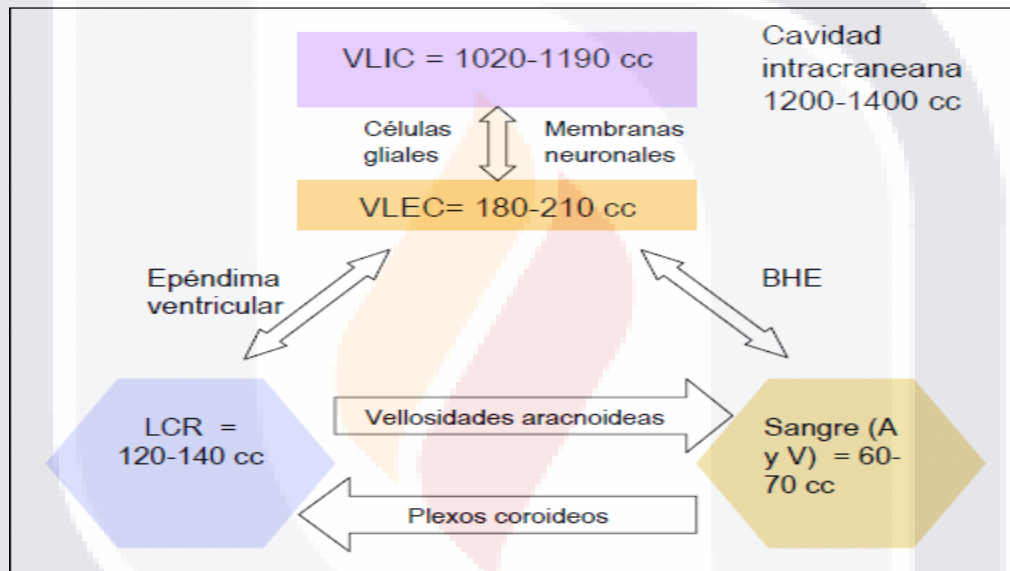 VLIC = 1020-1190 cc
Cavidad
intracraneana
1200-1400 cc
Células
gliales
Membranas
neuronales
VLEC= 180-210 cc
Epéndima
ventricular
BHE
LCR =
120-140 cc
Vellosidades aracnoideas
Sangre (A
y V) = 60-
70 cc
Plexos coroideos